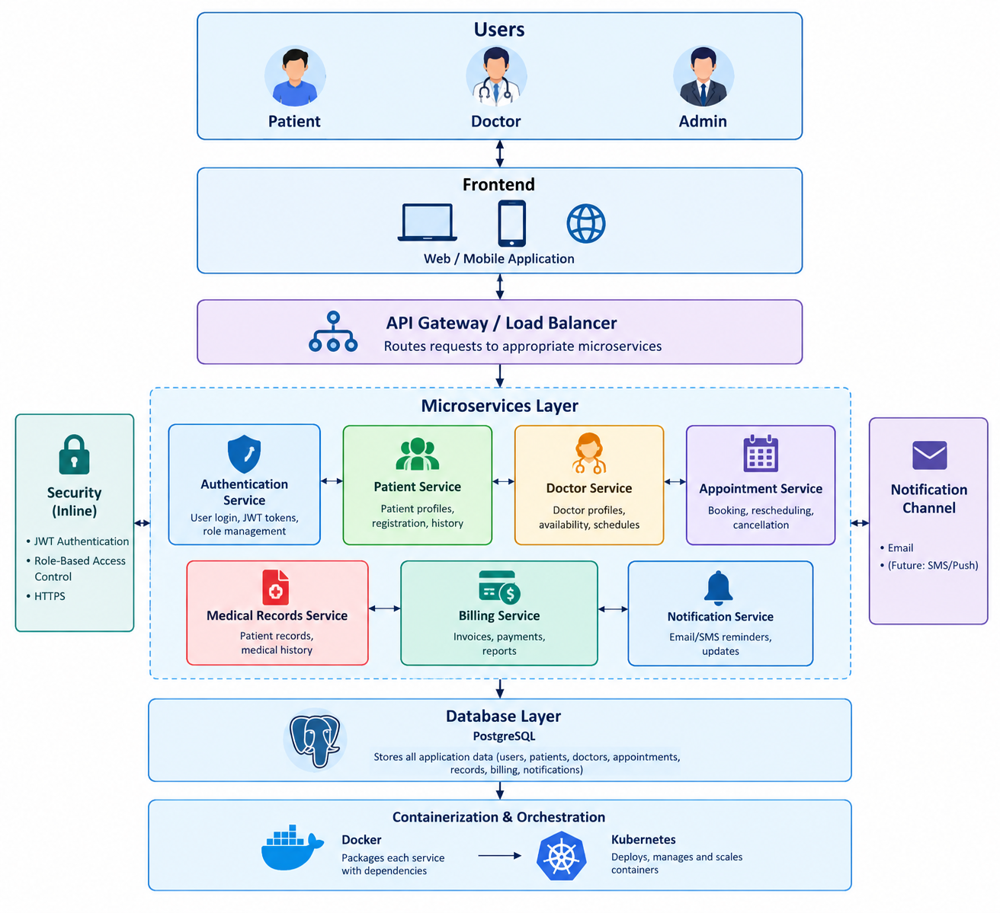 Users
Patient
Doctor
Admin
Frontend
Web / Mobile Application
API Gateway / Load Balancer
Routes requests to appropriate microservices
Microservices Layer
Security
(Inline)
• JWT Authentication
• Role-Based Access
Control
• HTTPS
Authentication
Service
User login, JWT tokens,
role management
Patient Service
Patient profiles,
registration, history
Doctor Service
Doctor profiles,
availability, schedules
Appointment Service
Booking, rescheduling,
cancellation
Medical Records Service
Patient records,
medical history
$
Billing Service
Invoices, payments,
reports
Notification Service
Email/SMS reminders,
updates
Notification
Channel
• Email
• (Future: SMS/Push)
Database Layer
PostgreSQL
Stores all application data (users, patients, doctors, appointments,
records, billing, notifications)
Containerization & Orchestration
Docker
Packages each service
with dependencies
Kubernetes
Deploys, manages and scales
containers